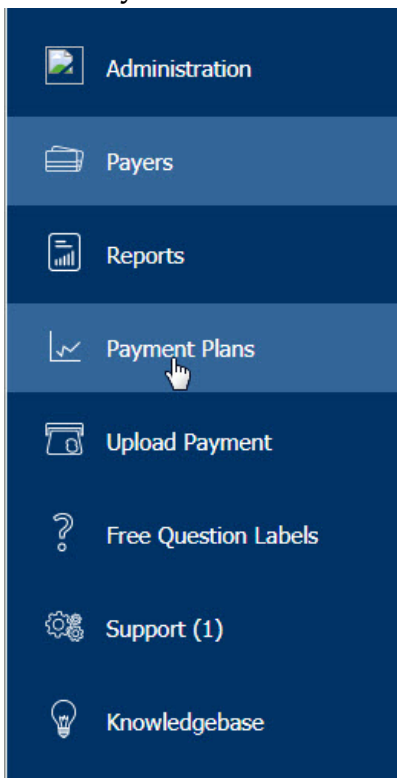 Administration
Payers
Reports
Payment Plans
Upload Payment
Free Question Labels
Support (1)
Knowledgebase